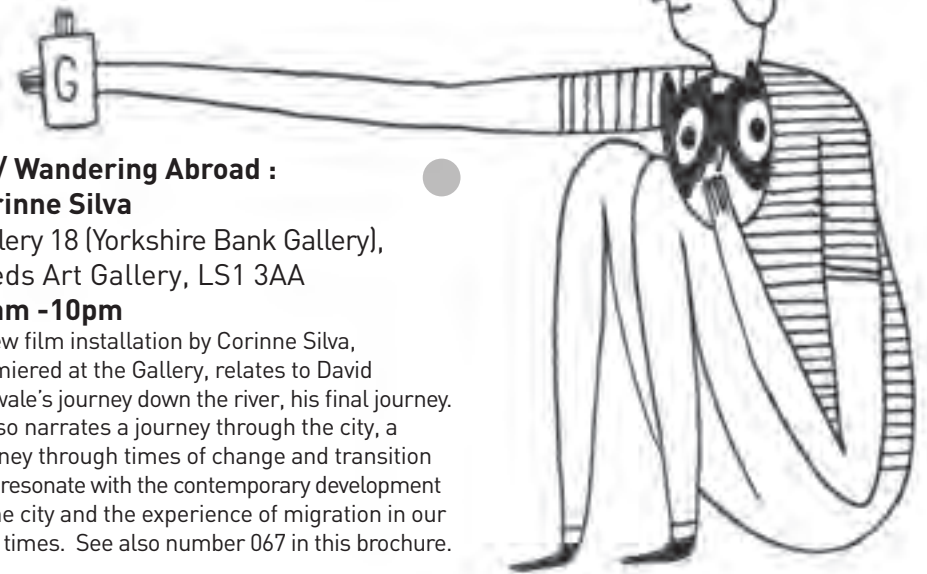 G
/ Wandering Abroad :
rinne Silva
lery 18 (Yorkshire Bank Gallery),
eds Art Gallery, LS1 3AA
am -10pm
ew film installation by Corinne Silva,
miered at the Gallery, relates to David
wale's journey down the river, his final journey.
so narrates a journey through the city, a
ney through times of change and transition
resonate with the contemporary development
e city and the experience of migration in our
times. See also number 067 in this brochure.